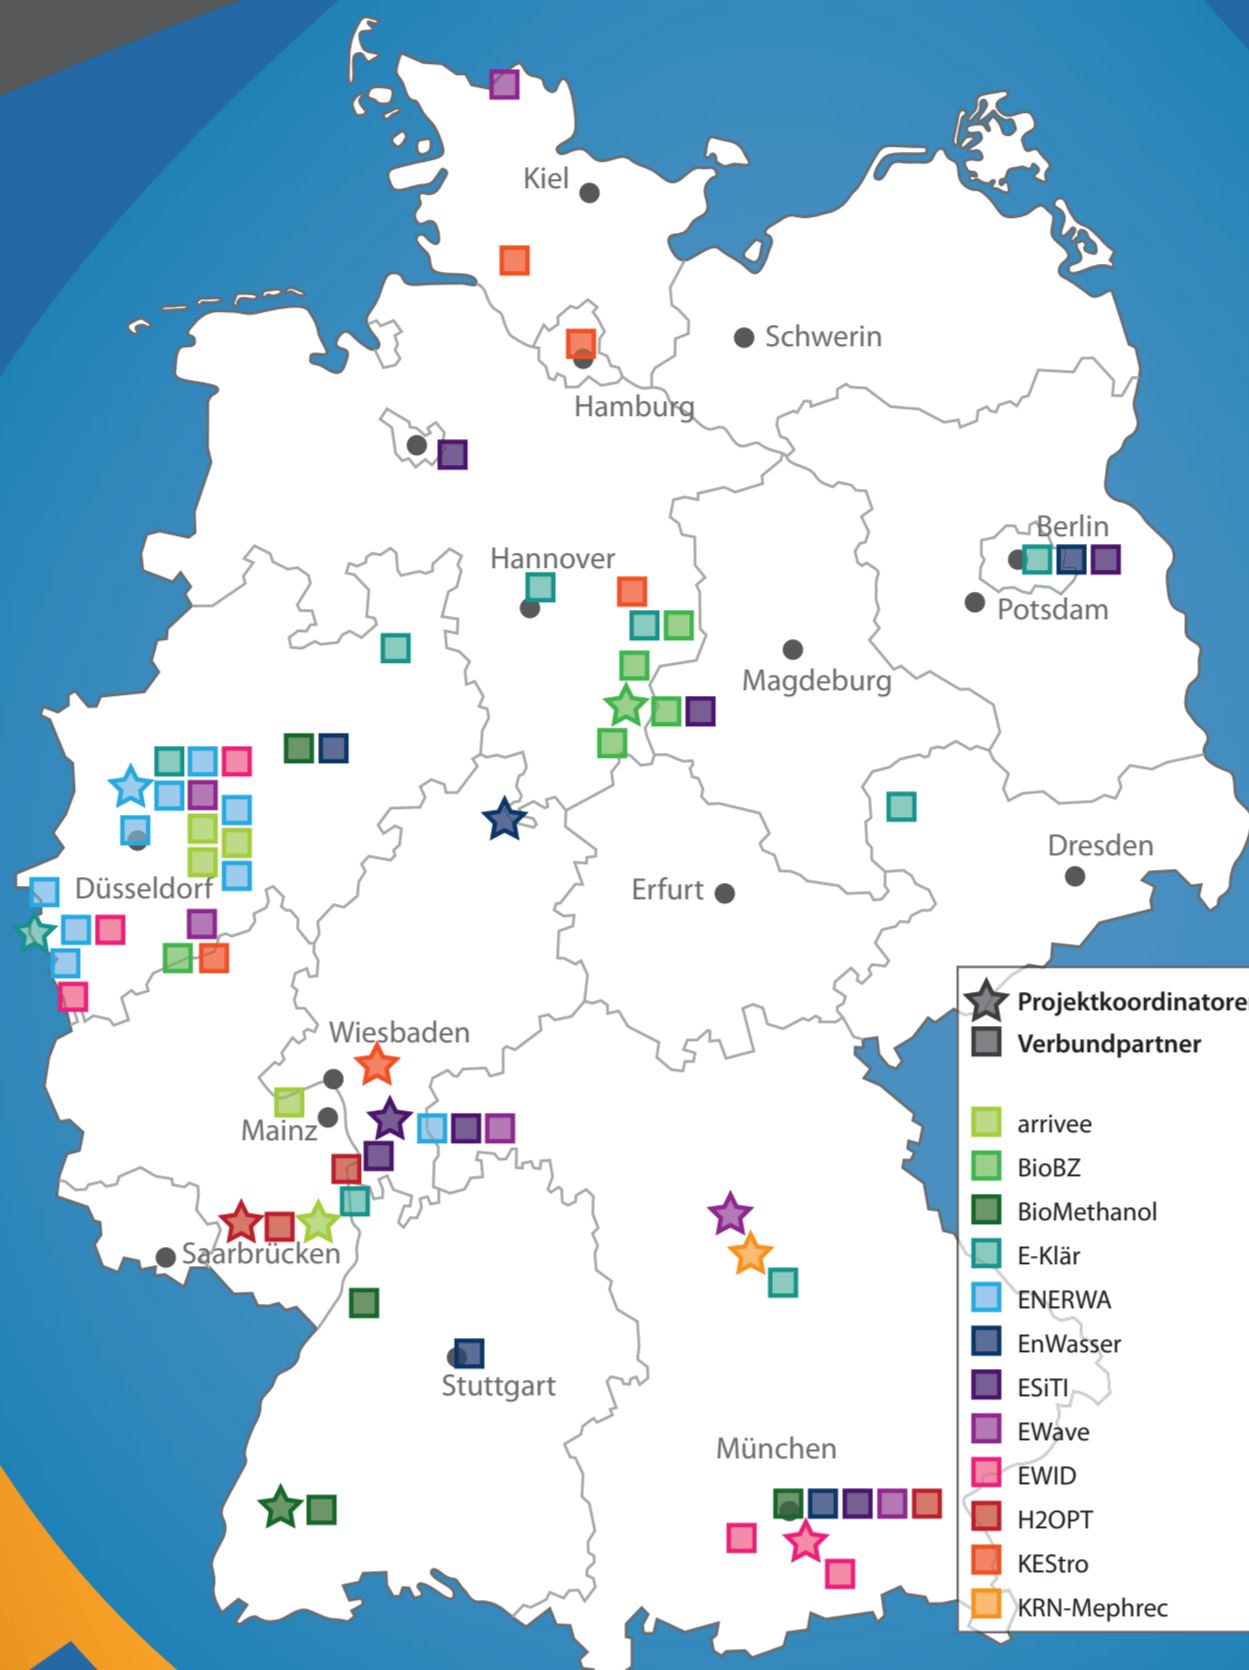 Kiel
Schwerin
Hamburg
Berlin
Hannover
Potsdam
Magdeburg
Dresden
Düsseldorf
Erfurt
Wiesbaden
Mainz
Saarbrücken
Stuttgart
München
Projektkoordinatore
Verbundpartner
arrivee
BioBZ
BioMethanol
E-Klär
ENERWA
EnWasser
ESiTI
EWave
EWID
H2OPT
KEStro
KRN-Mephrec